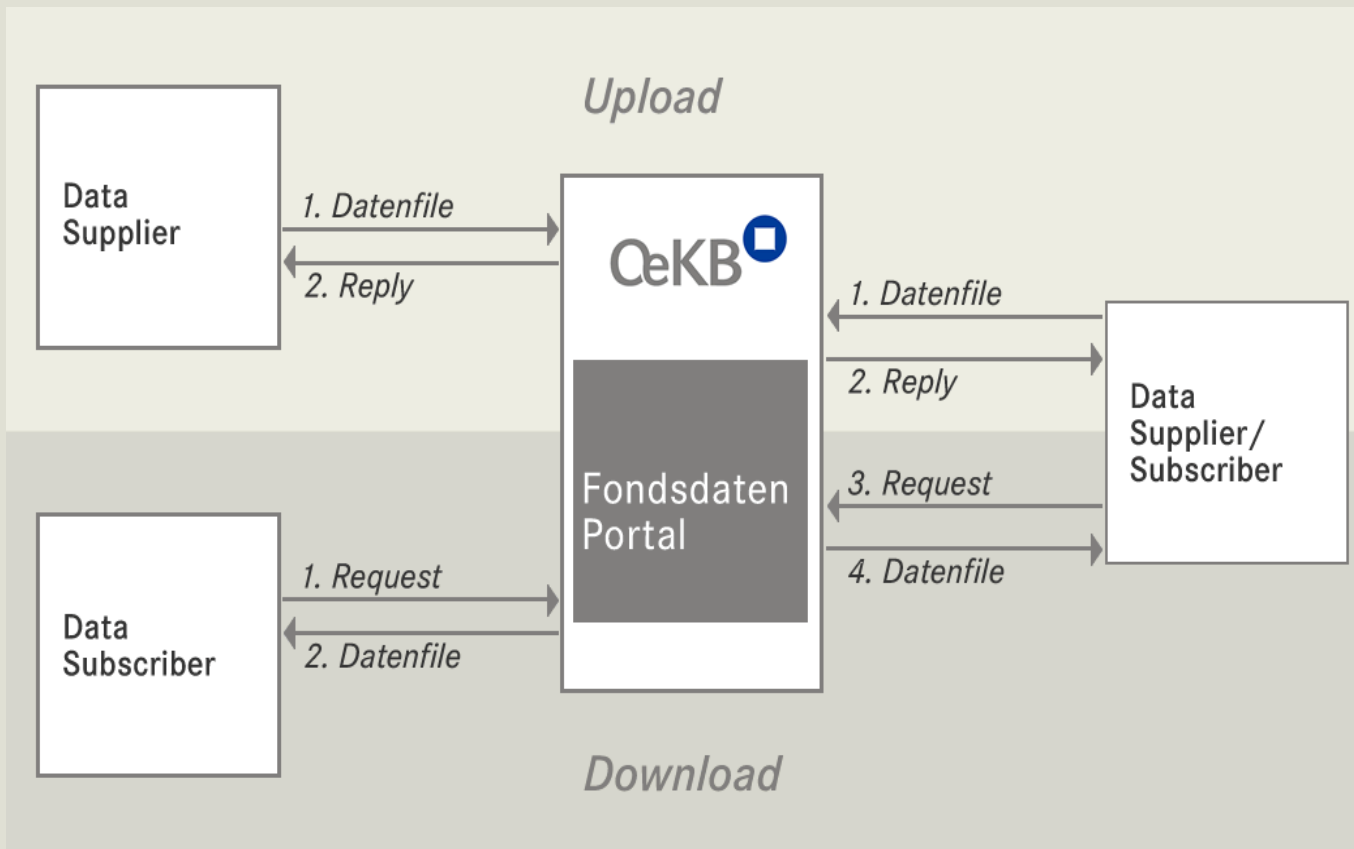 Upload
Data
Supplier
1. Datenfile
2. Reply
OeKB
Fondsdaten
Portal
1. Datenfile
2. Reply
3. Request
4. Datenfile
Data
Supplier/
Subscriber
Data
Subscriber
1. Request
2. Datenfile
Download